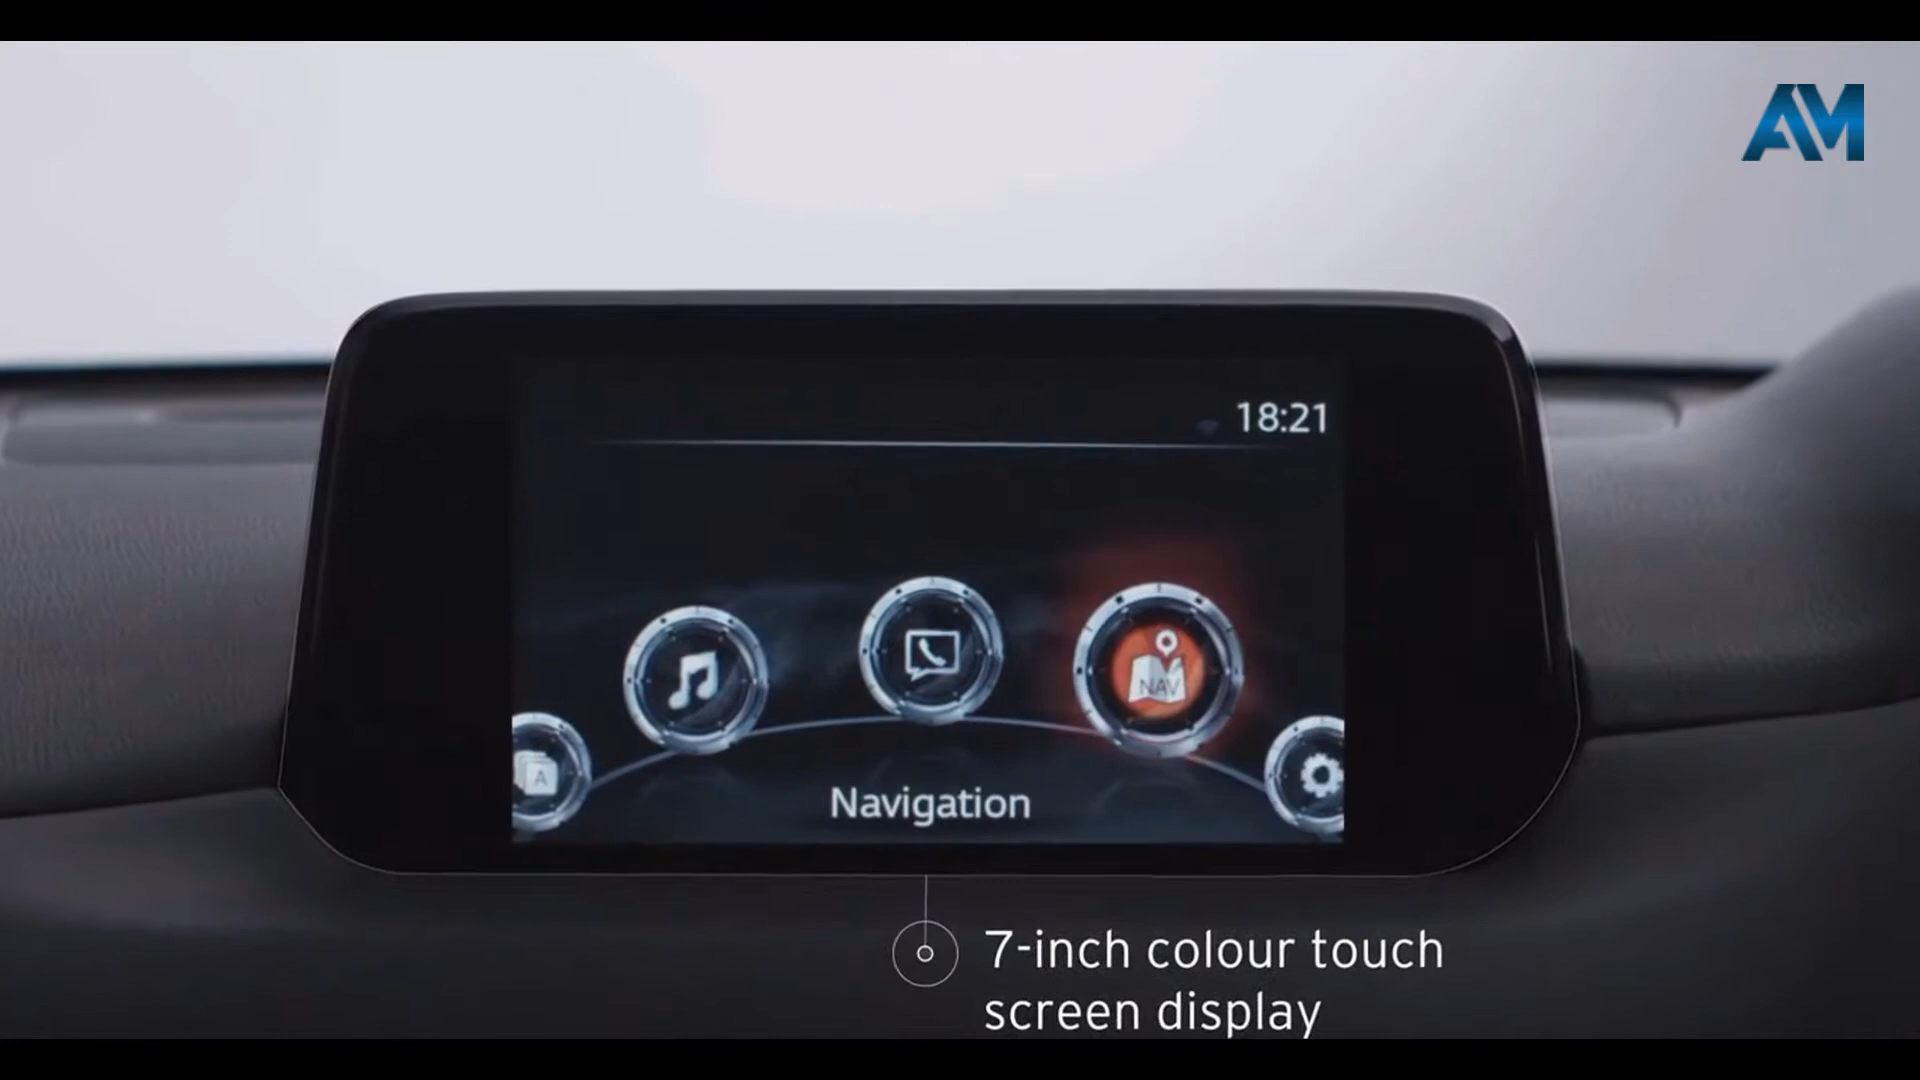 AM
18:21
NAV
A
Navigation
7-inch colour touch
screen display